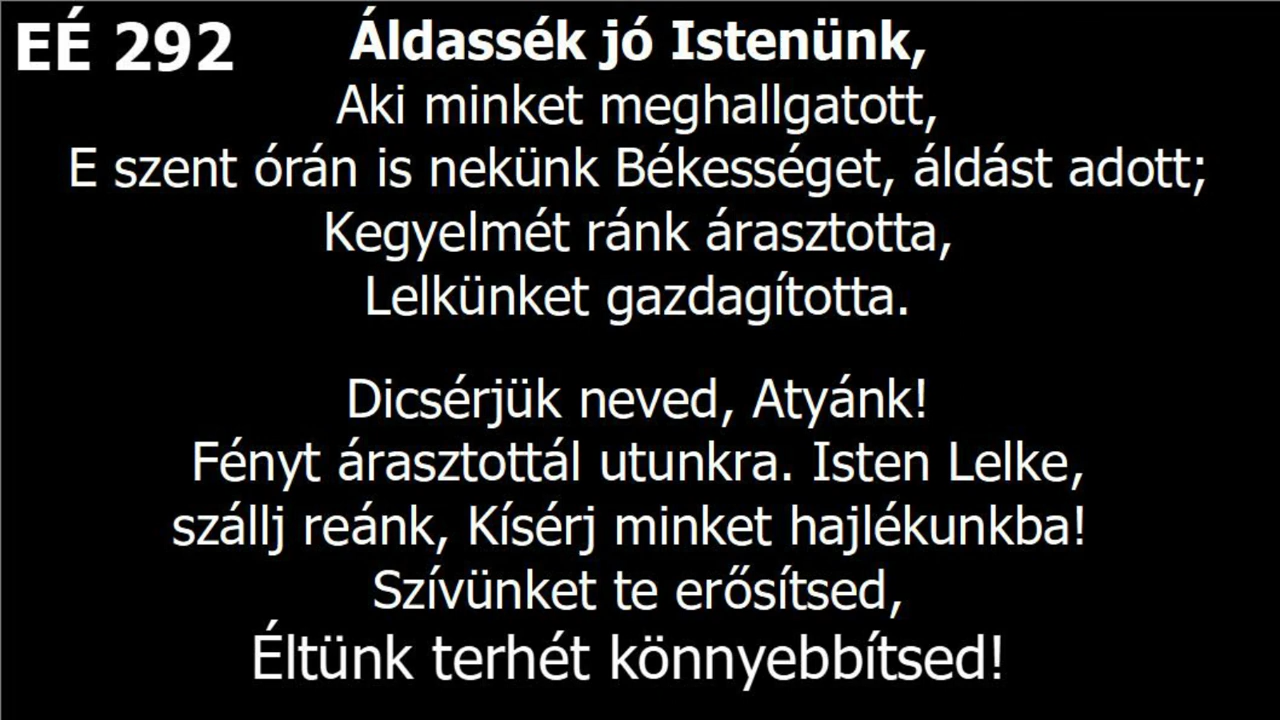 EÉ 292
Áldassék jó Istenünk,
Aki minket meghallgatott,
E szent órán is nekünk Békességet, áldást adott;
Kegyelmét ránk árasztotta,
Lelkünket gazdagította.
Dicsérjük neved, Atyánk!
Fényt árasztottál utunkra. Isten Lelke,
szállj reánk, Kísérj minket hajlékunkba!
Szívünket te erősítsed,
Éltünk terhét könnyebbítsed!